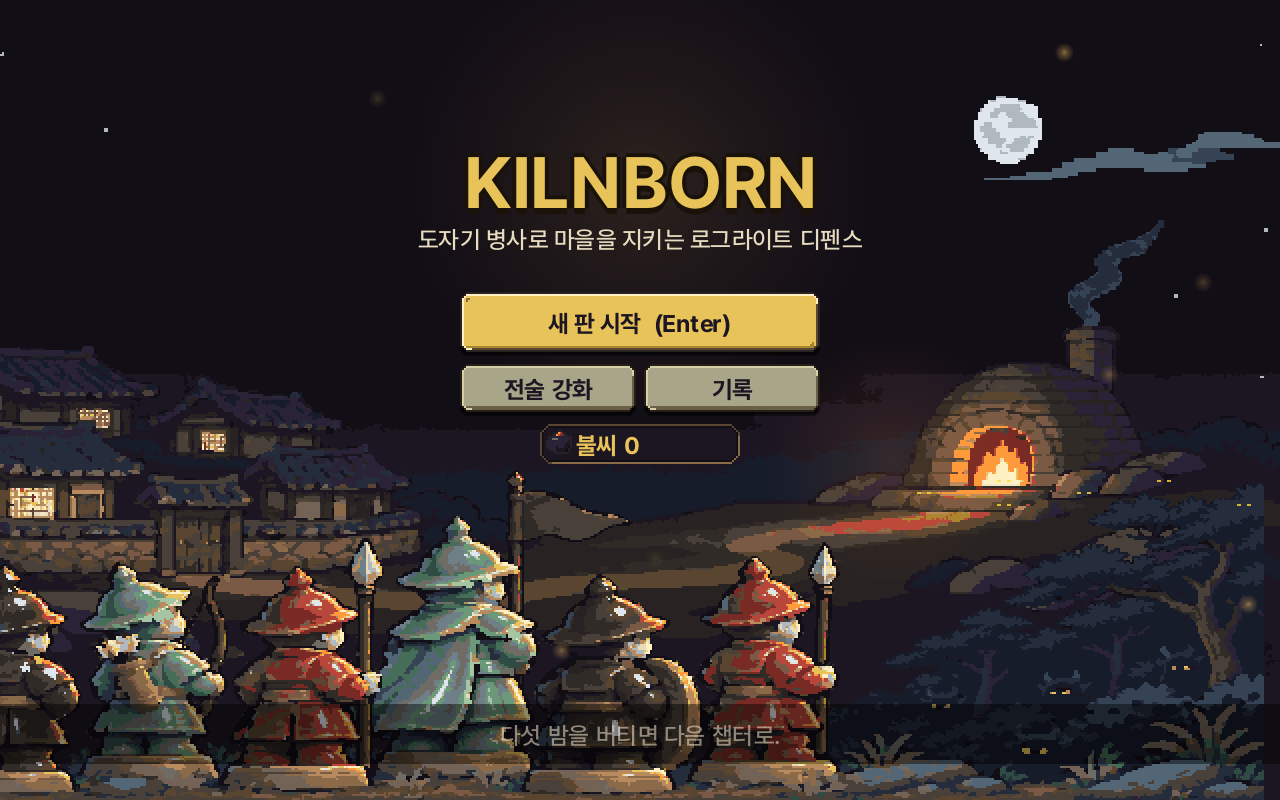 KILNBORN
도자기 병사로 마을을 지키는 로그라이트 디펜스
새 판 시작 (Enter)
전술 강화
기록
불씨 0
다섯 밤을 버티면 다음 챕터로.